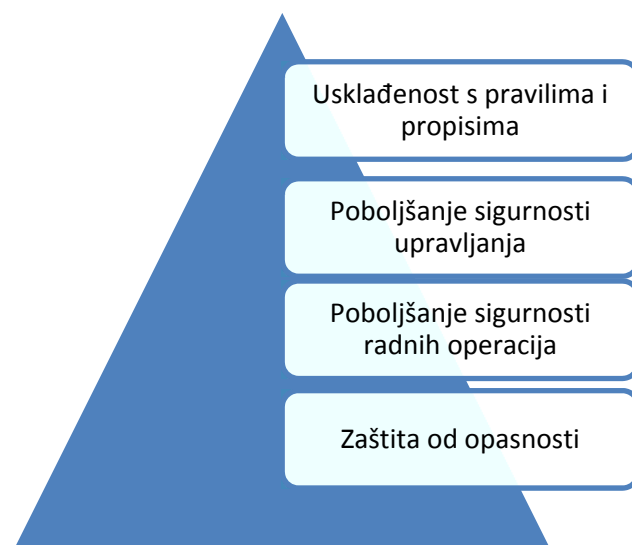 Usklađenost s pravilima i
propisima
Poboljšanje sigurnosti
upravljanja
Poboljšanje sigurnosti
radnih operacija
Zaštita od opasnosti